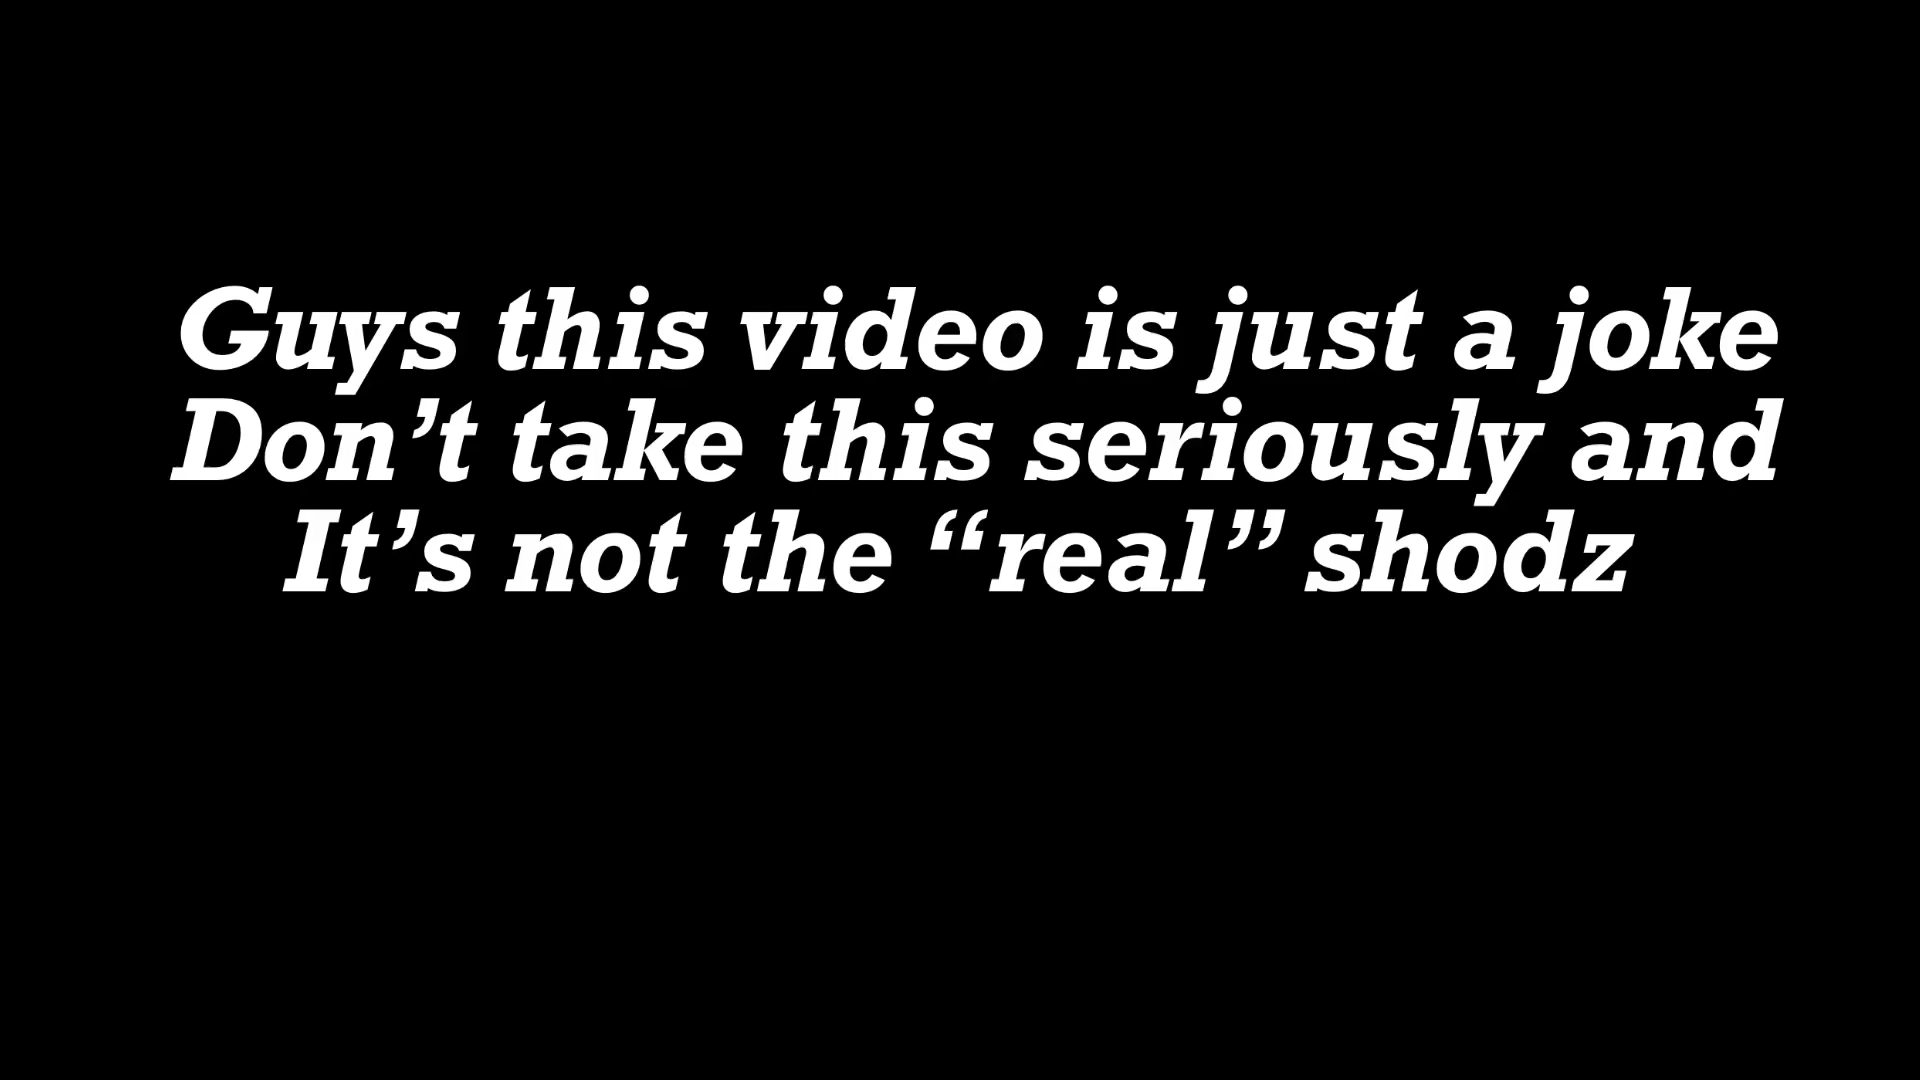 Guys this video is just a joke
Don’t take this seriously and
It’s not the “real” shodz